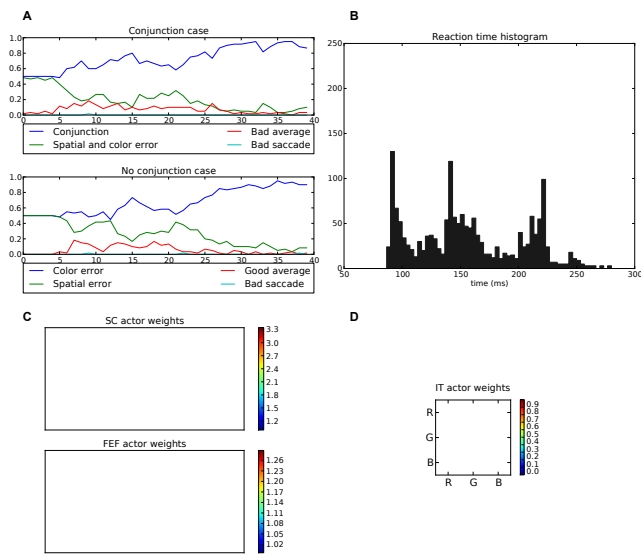 A
Conjunction case
1.0
0.8
0.6
0.4
0.2
0.0
0 5 10 15 20 25 30 35 40
Conjunction
Spatial and color error
Bad average
Bad saccade
No conjunction case
1.0
0.8
0.6
0.4
0.2
0.0
0 5 10 15 20 25 30 35 40
Color error
Spatial error
Good average
Bad saccade
B
Reaction time histogram
250
200
150
100
50
0
50 100 150 200 250 300
time (ms)
C
SC actor weights
3.3
3.0
2.7
2.4
2.1
1.8
1.5
1.2
FEF actor weights
1.26
1.23
1.20
1.16
1.13
1.11
1.08
1.05
1.02
D
IT actor weights
R
G
B
R G B
0.9
0.8
0.7
0.6
0.5
0.4
0.3
0.2
0.1
0.0